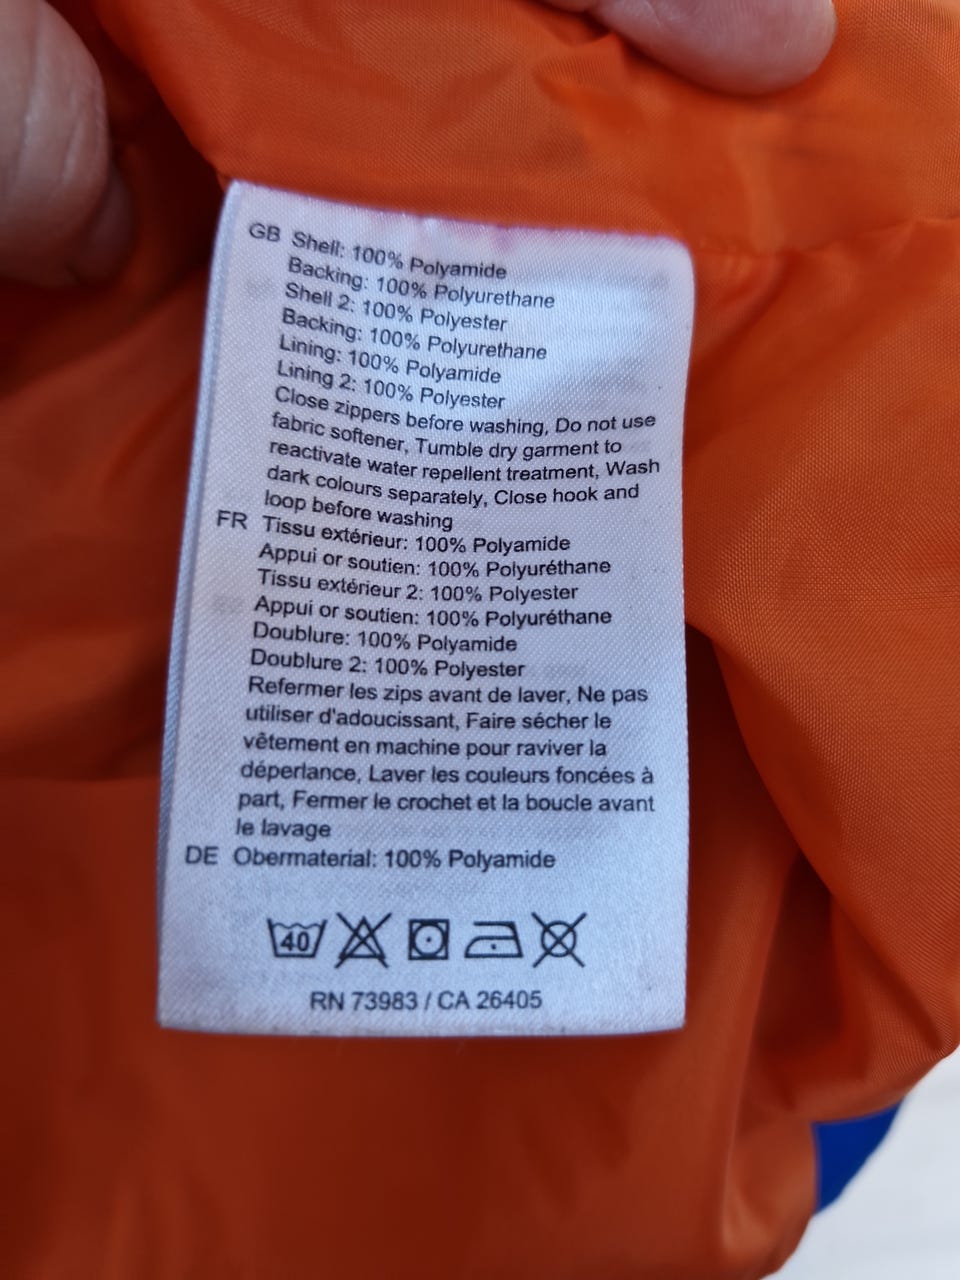 GB Shell: 100% Polyamide
Backing: 100% Polyurethane
Shell 2: 100% Polyester
Backing: 100% Polyurethane
Lining: 100% Polyamide
Lining 2: 100% Polyester
Close zippers before washing, Do not use
fabric softener, Tumble dry garment to
reactivate water repellent treatment, Wash
dark colours separately, Close hook and
loop before washing
FR Tissu extérieur: 100% Polyamide
Appui or soutien: 100% Polyuréthane
Tissu extérieur 2: 100% Polyester
Appui or soutien: 100% Polyuréthane
Doublure: 100% Polyamide
Doublure 2: 100% Polyester
Refermer les zips avant de laver, Ne pas
utiliser d'adoucissant, Faire sécher le
vêtement en machine pour raviver la
déperlance, Laver les couleurs foncées à
part, Fermer le crochet et la boucle avant
le lavage
DE Obermaterial: 100% Polyamide
40
RN 73983 / CA 26405